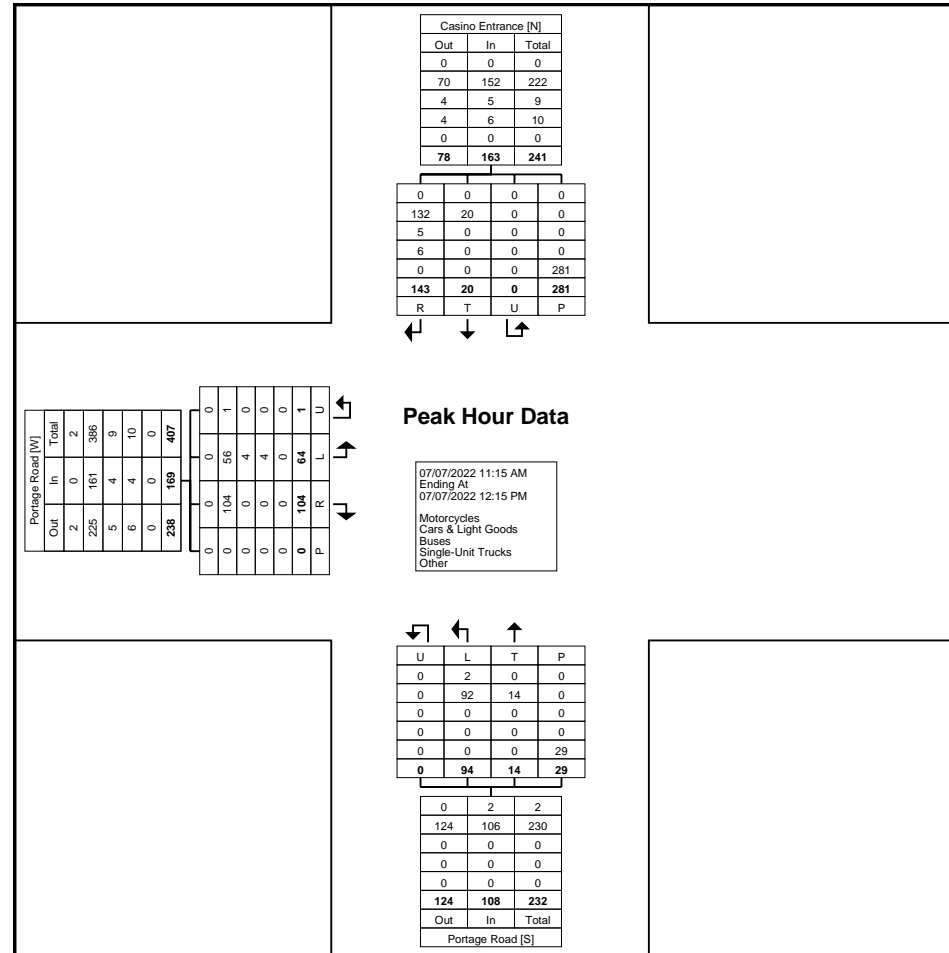 Casino Entrance [N]
Out In Total
0 0 0
70 152 222
4 5 9
4 6 10
0 0 0
78 163 241
0 0 0 0
132 20 0 0
5 0 0 0
6 0 0 0
0 0 0 281
143 20 0 281
R T U P
Portage Road [W]
Out In Total
2 0 2
225 161 386
5 4 9
6 4 10
0 0 0
238 169 407
0 0 0 0
0 104 56 1
0 0 4 0
0 0 4 0
0 0 0 0
0 104 64 1
P R L U
Peak Hour Data
07/07/2022 11:15 AM
Ending At
07/07/2022 12:15 PM
Motorcycles
Cars & Light Goods
Buses
Single-Unit Trucks
Other
U L T P
0 2 0 0
0 92 14 0
0 0 0 0
0 0 0 0
0 0 0 29
0 94 14 29
0 2 2
124 106 230
0 0 0
0 0 0
0 0 0
124 108 232
Out In Total
Portage Road [S]